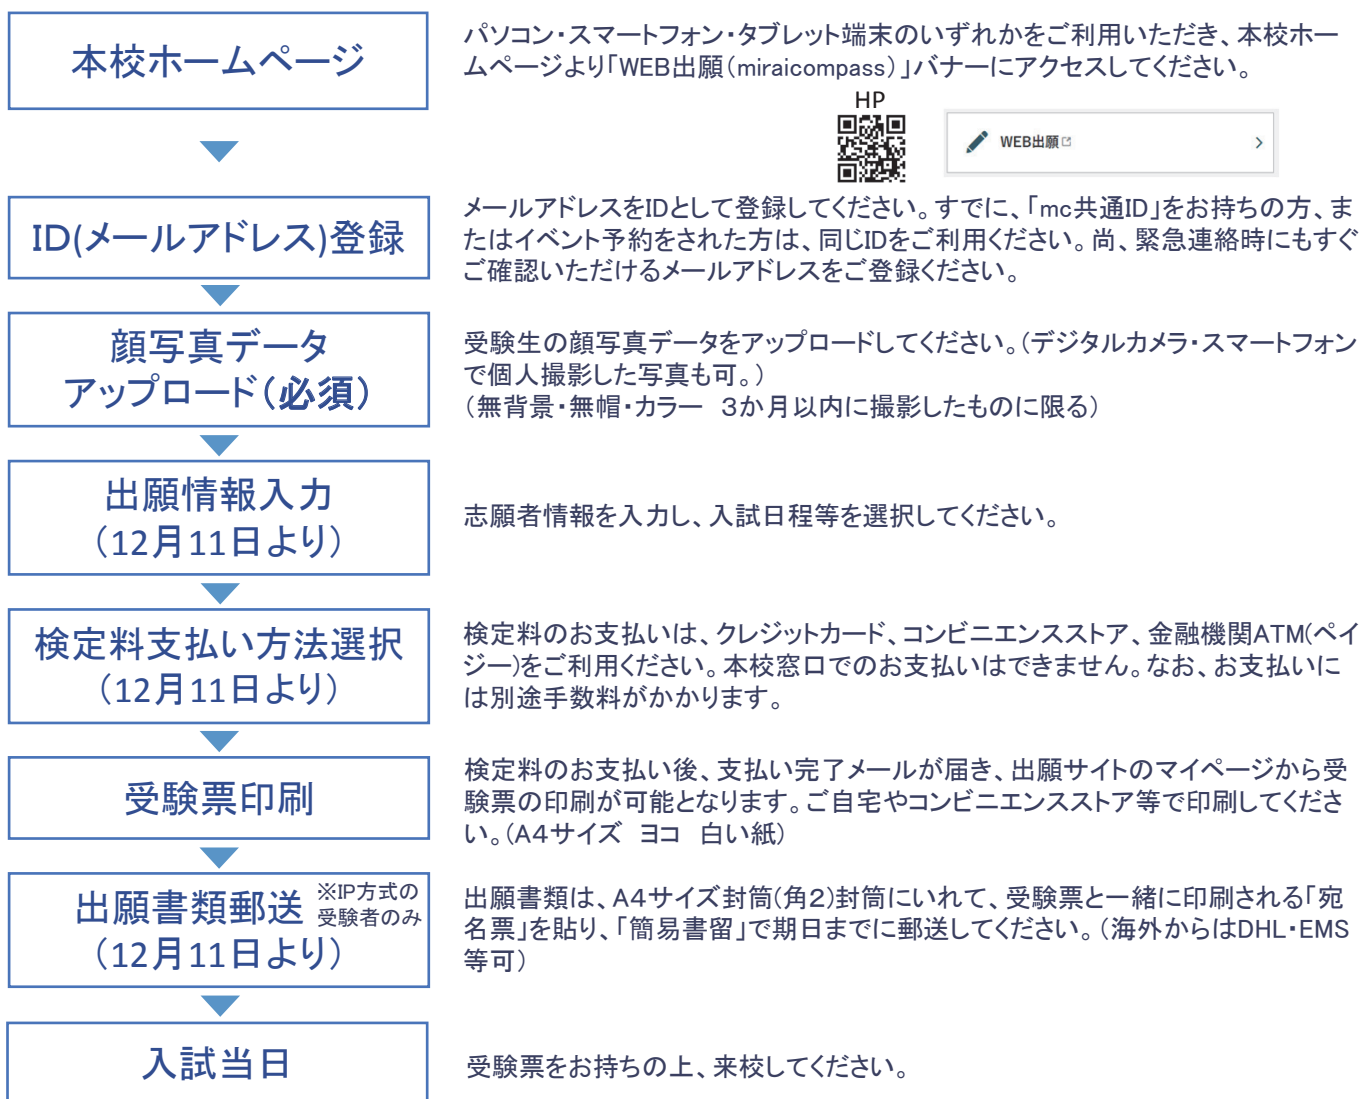 本校ホームページ
パソコン・スマートフォン・タブレット端末のいずれかをご利用いただき、本校ホー
ムページより「WEB出願（miraicompass）」バナーにアクセスしてください。
HP
WEB出願
ID(メールアドレス)登録
メールアドレスをIDとして登録してください。すでに、「mc共通ID」をお持ちの方、ま
たはイベント予約をされた方は、同じIDをご利用ください。尚、緊急連絡時にもすぐ
ご確認いただけるメールアドレスをご登録ください。
顔写真データ
アップロード（必須）
受験生の顔写真データをアップロードしてください。（デジタルカメラ・スマートフォン
で個人撮影した写真も可。）
（無背景・無帽・カラー　３か月以内に撮影したものに限る）
出願情報入力
（12月11日より）
志願者情報を入力し、入試日程等を選択してください。
検定料支払い方法選択
（12月11日より）
検定料のお支払いは、クレジットカード、コンビニエンスストア、金融機関ATM(ペイ
ジー)をご利用ください。本校窓口でのお支払いはできません。なお、お支払いに
は別途手数料がかかります。
受験票印刷
検定料のお支払い後、支払い完了メールが届き、出願サイトのマイページから受
験票の印刷が可能となります。ご自宅やコンビニエンスストア等で印刷してくださ
い。（A4サイズ　ヨコ　白い紙）
出願書類郵送
※IP方式の
受験者のみ
（12月11日より）
出願書類は、A4サイズ封筒(角2)封筒にいれて、受験票と一緒に印刷される「宛
名票」を貼り、「簡易書留」で期日までに郵送してください。（海外からはDHL・EMS
等可）
入試当日
受験票をお持ちの上、来校してください。